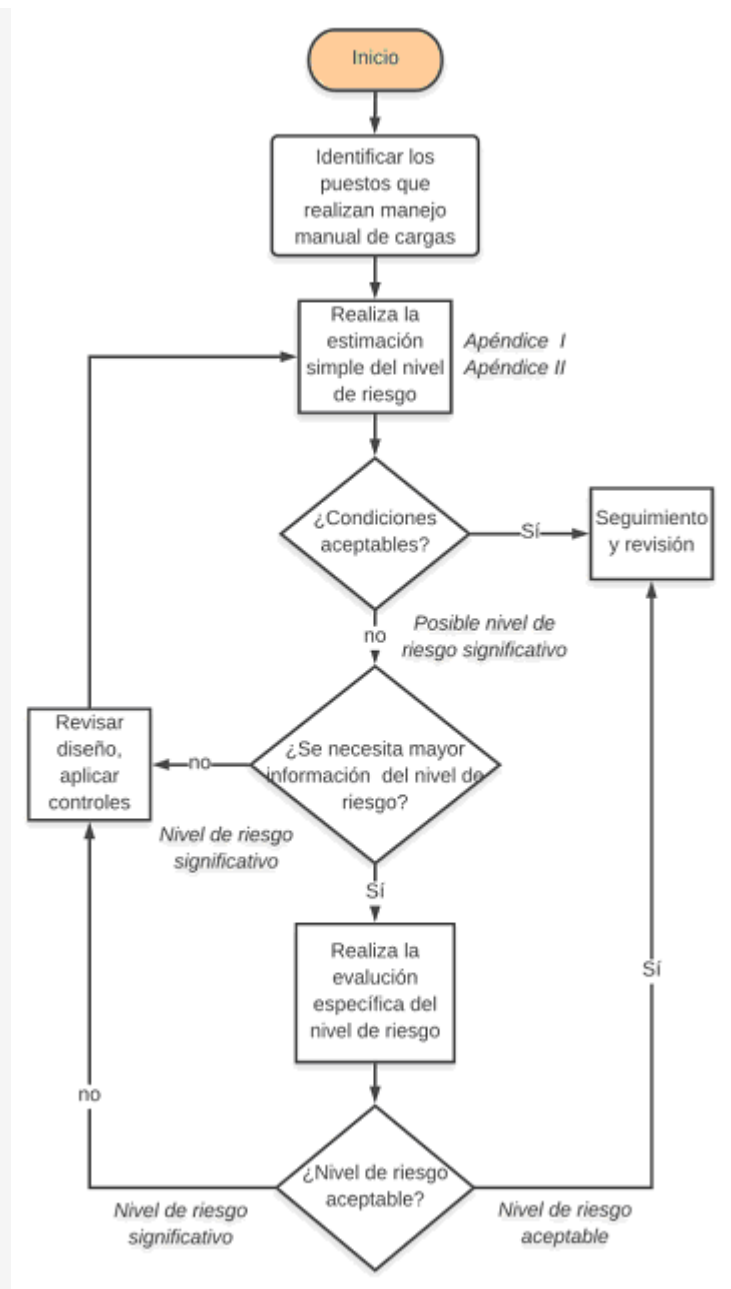 Inicio
Identificar los
puestos que
realizan manejo
manual de cargas
Realiza la
estimación
simple del nivel
de riesgo
Apéndice I
Apéndice II
¿Condiciones
aceptables?
Sí
Seguimiento
y revisión
no
Posible nivel de
riesgo significativo
¿Se necesita mayor
información del nivel de
riesgo?
no
Revisar
diseño,
aplicar
controles
Nivel de riesgo
significativo
Sí
Realiza la
evalución
específica del
nivel de riesgo
Sí
no
¿Nivel de riesgo
aceptable?
Nivel de riesgo
significativo
Nivel de riesgo
aceptable